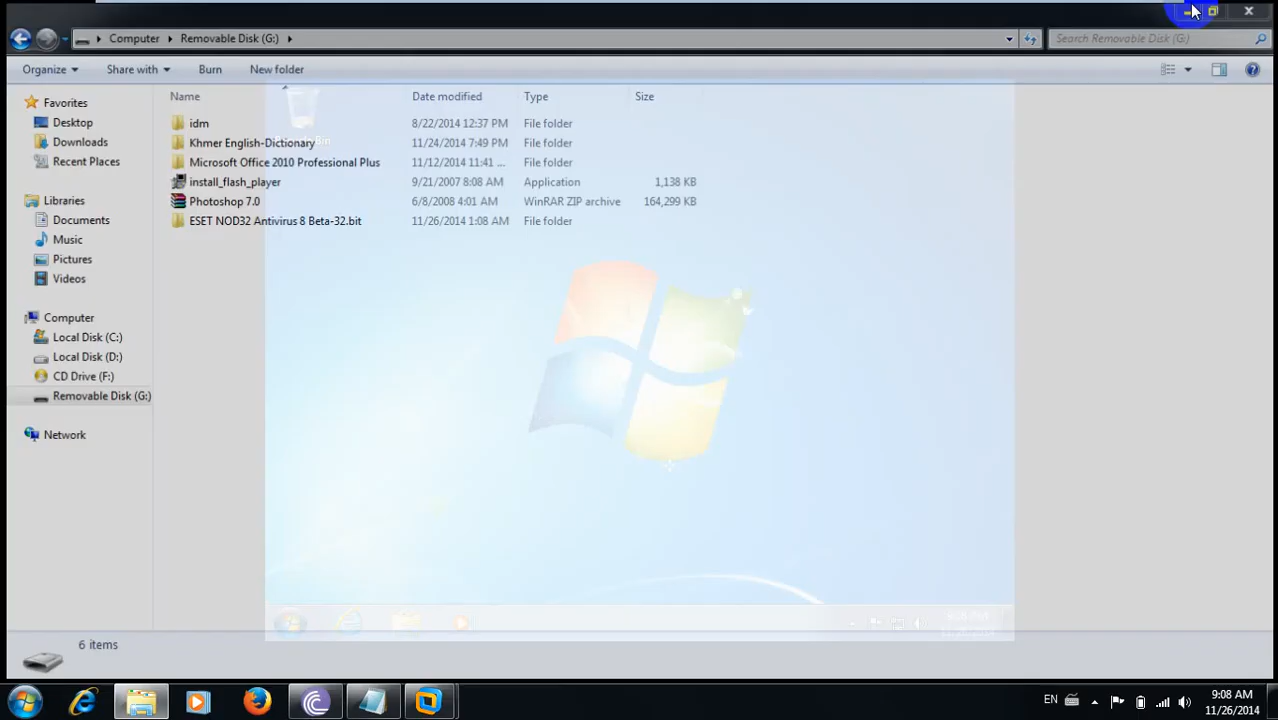 Computer Removable Disk (G:) Search Removable Disk (G:)
Organize Share with Burn New folder
Name Date modified Type Size
Favorites
Desktop
Downloads
Recent Places
Libraries
Documents
Music
Pictures
Videos
Computer
Local Disk (C:)
Local Disk (D:)
CD Drive (F:)
Removable Disk (G:)
Network
idm 8/22/2014 12:37 PM File folder
Khmer English-Dictionary 11/24/2014 7:49 PM File folder
Microsoft Office 2010 Professional Plus 11/12/2014 11:41 ... File folder
install_flash_player 9/21/2007 8:08 AM Application 1,138 KB
Photoshop 7.0 6/8/2008 4:01 AM WinRAR ZIP archive 164,299 KB
ESET NOD32 Antivirus 8 Beta-32.bit 11/26/2014 1:08 AM File folder
6 items
EN
9:08 AM
11/26/2014